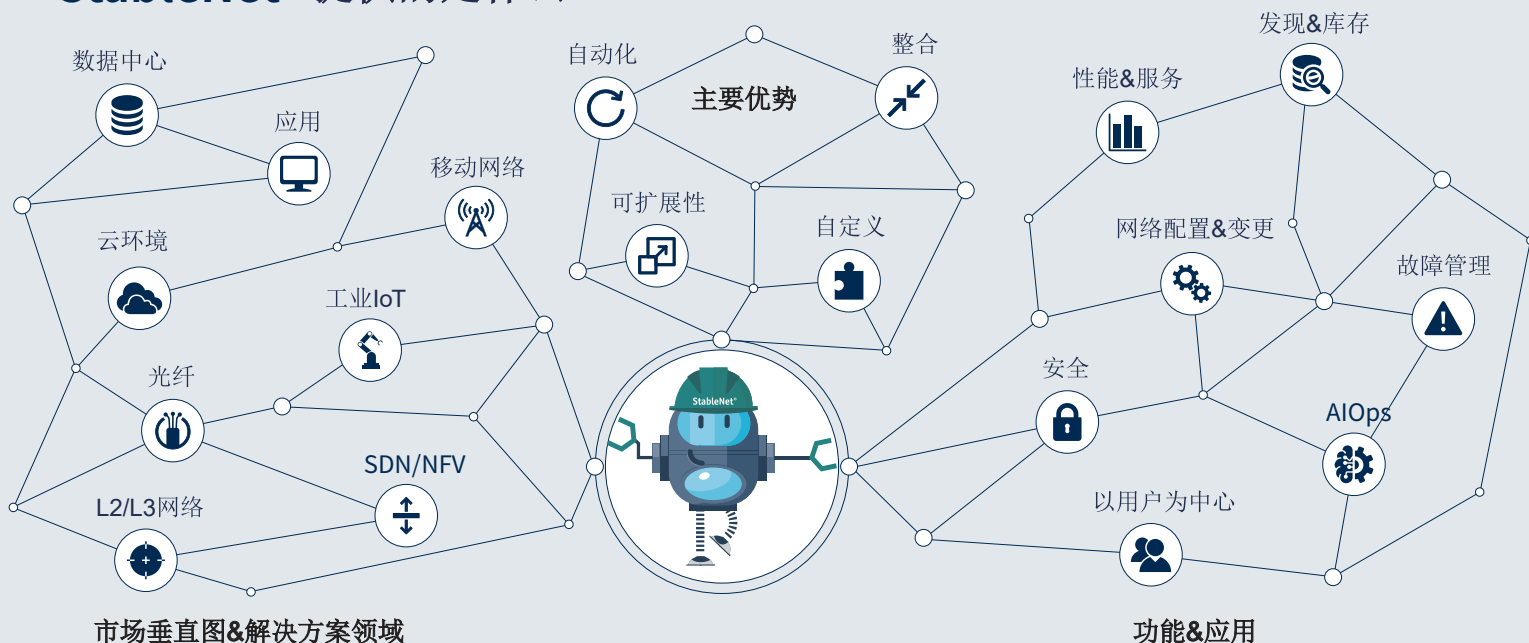 StableNet®
数据中心
应用
移动网络
云环境
工业IoT
光纤
SDN/NFV
L2/L3网络
市场垂直图&解决方案领域
自动化
整合
主要优势
可扩展性
自定义
StableNet®
发现&库存
性能&服务
网络配置&变更
故障管理
安全
AIOps
以用户为中心
功能&应用